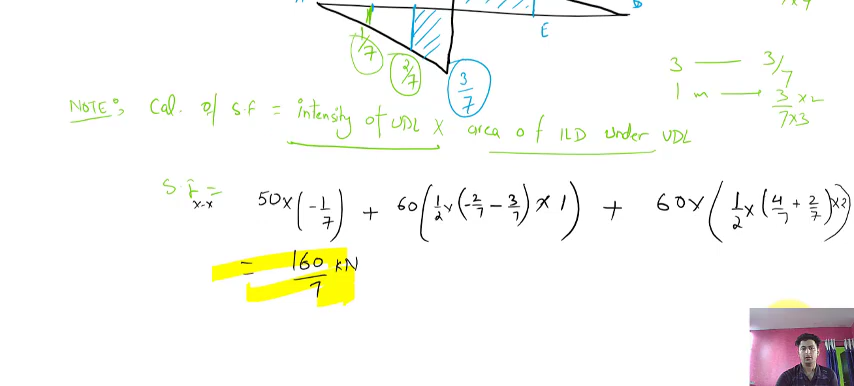 1/7
2/7
3/7
E
3 —— 3/7
1 m ⟶ 3/7 × 2/3
NOTE: Cal. of S.F = intensity of UDL × area of ILD under UDL
S.F x-x = 50 × (-1/7) + 60 (1/2 × (-2/7 - 3/7) × 1) + 60 × (1/2 × (4/7 + 2/7) × 2)
= 160/7 kN